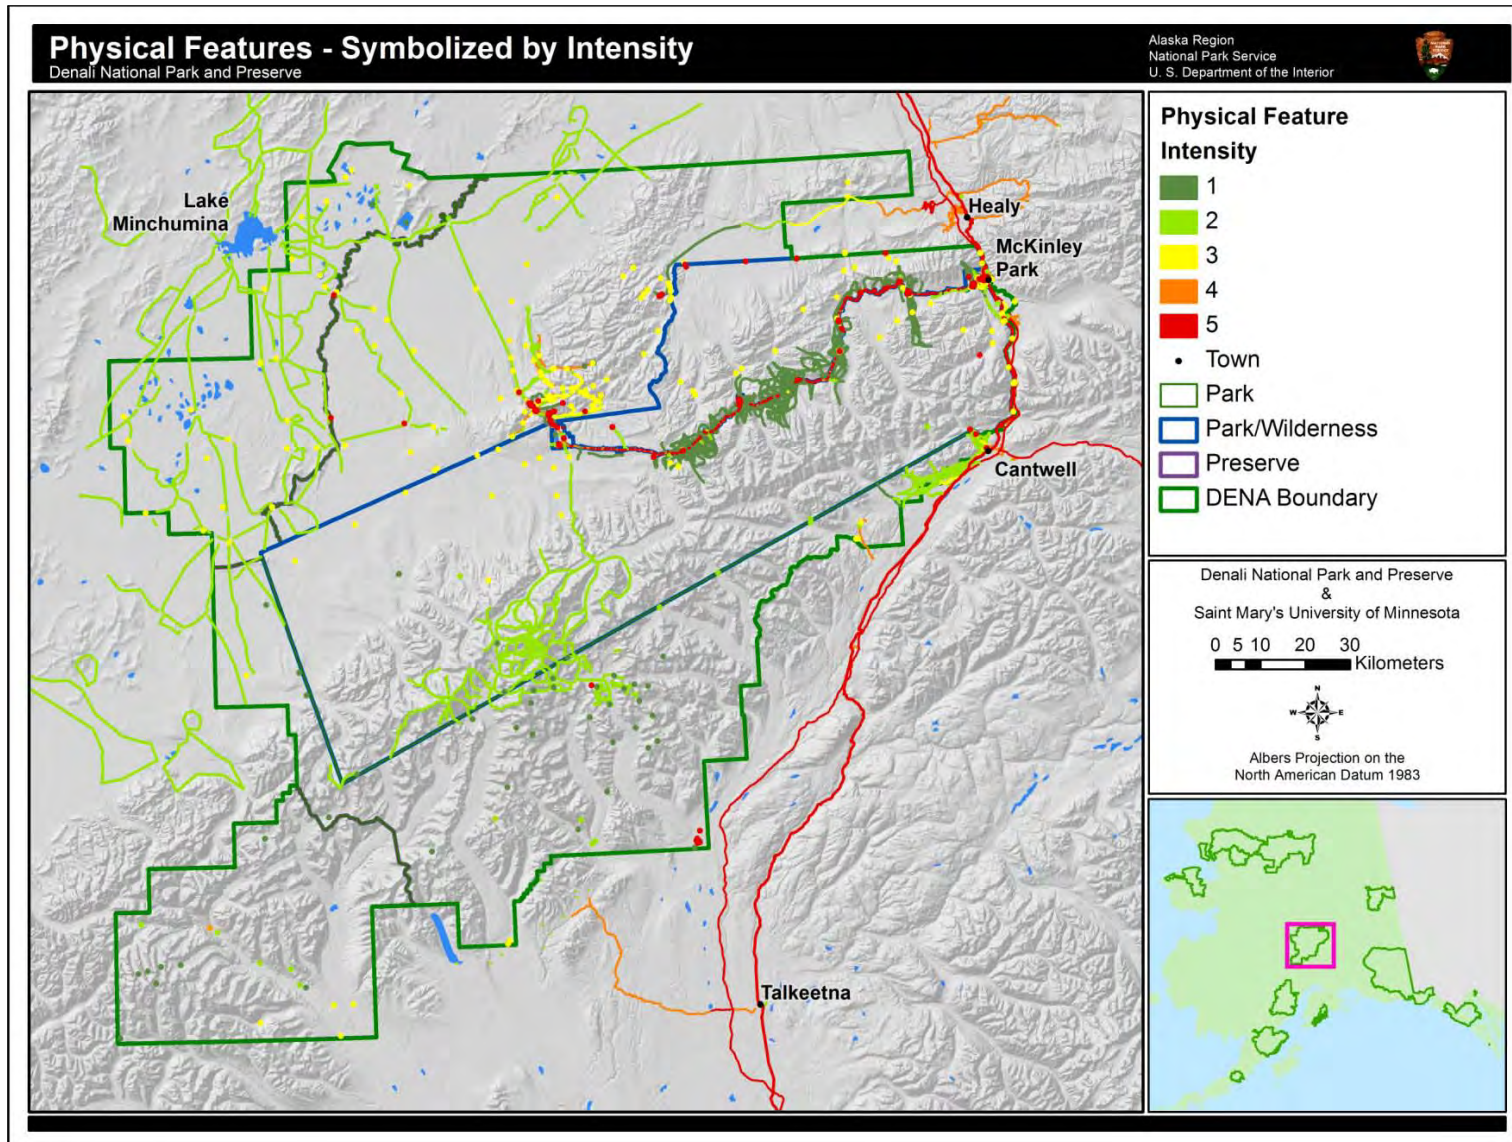 Physical Features - Symbolized by Intensity
Denali National Park and Preserve
Alaska Region
National Park Service
U. S. Department of the Interior
Lake
Minchumina
Healy
McKinley
Park
Cantwell
Talkeetna
Physical Feature
Intensity
1
2
3
4
5
Town
Park
Park/Wilderness
Preserve
DENA Boundary
Denali National Park and Preserve
&
Saint Mary's University of Minnesota
0 5 10 20 30
Kilometers
N
W E
S
Albers Projection on the
North American Datum 1983